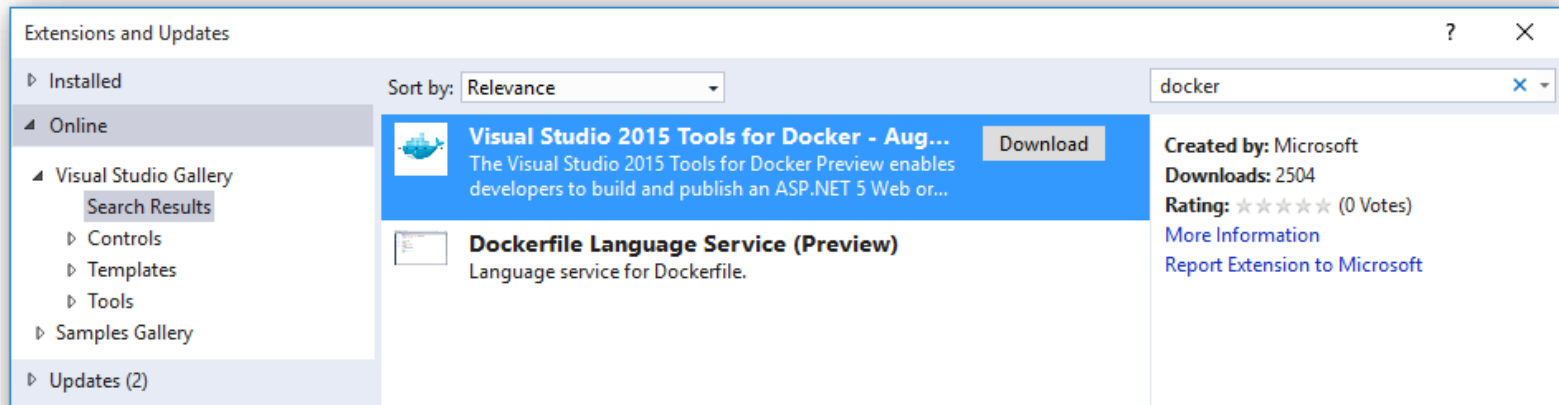 Extensions and Updates
?
Installed
Sort by: Relevance
docker
Online
Visual Studio 2015 Tools for Docker - Aug...
Download
The Visual Studio 2015 Tools for Docker Preview enables
developers to build and publish an ASP.NET 5 Web or...
Created by: Microsoft
Downloads: 2504
Rating: (0 Votes)
More Information
Report Extension to Microsoft
Visual Studio Gallery
Search Results
Controls
Templates
Tools
Samples Gallery
Dockerfile Language Service (Preview)
Language service for Dockerfile.
Updates (2)